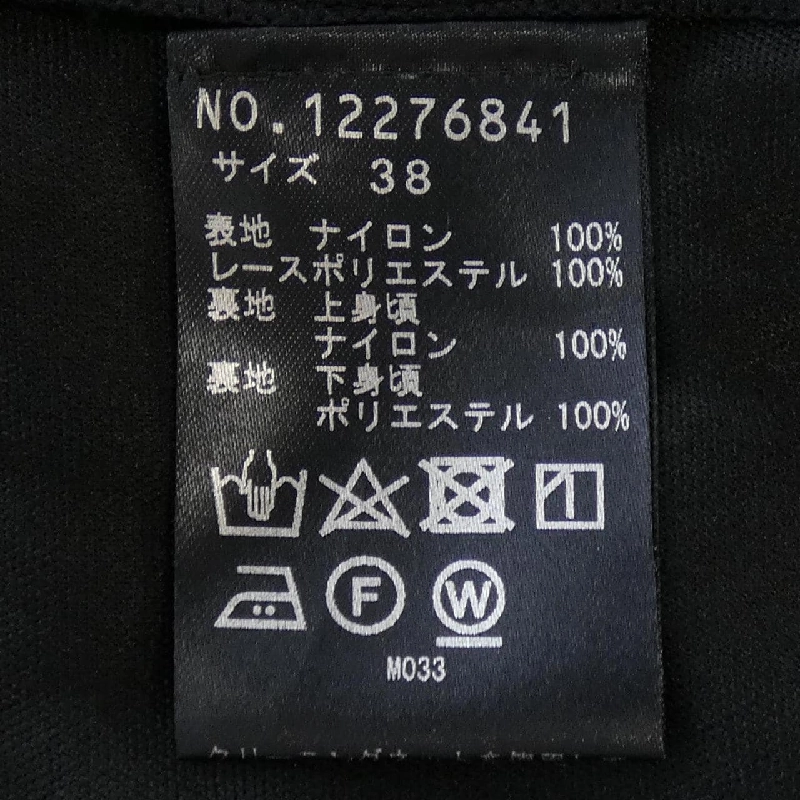 NO.12276841
サイズ 38
表地 ナイロン 100%
レースポリエステル 100%
裏地 上身頃
ナイロン 100%
裏地 下身頃
ポリエステル 100%
F W
M033